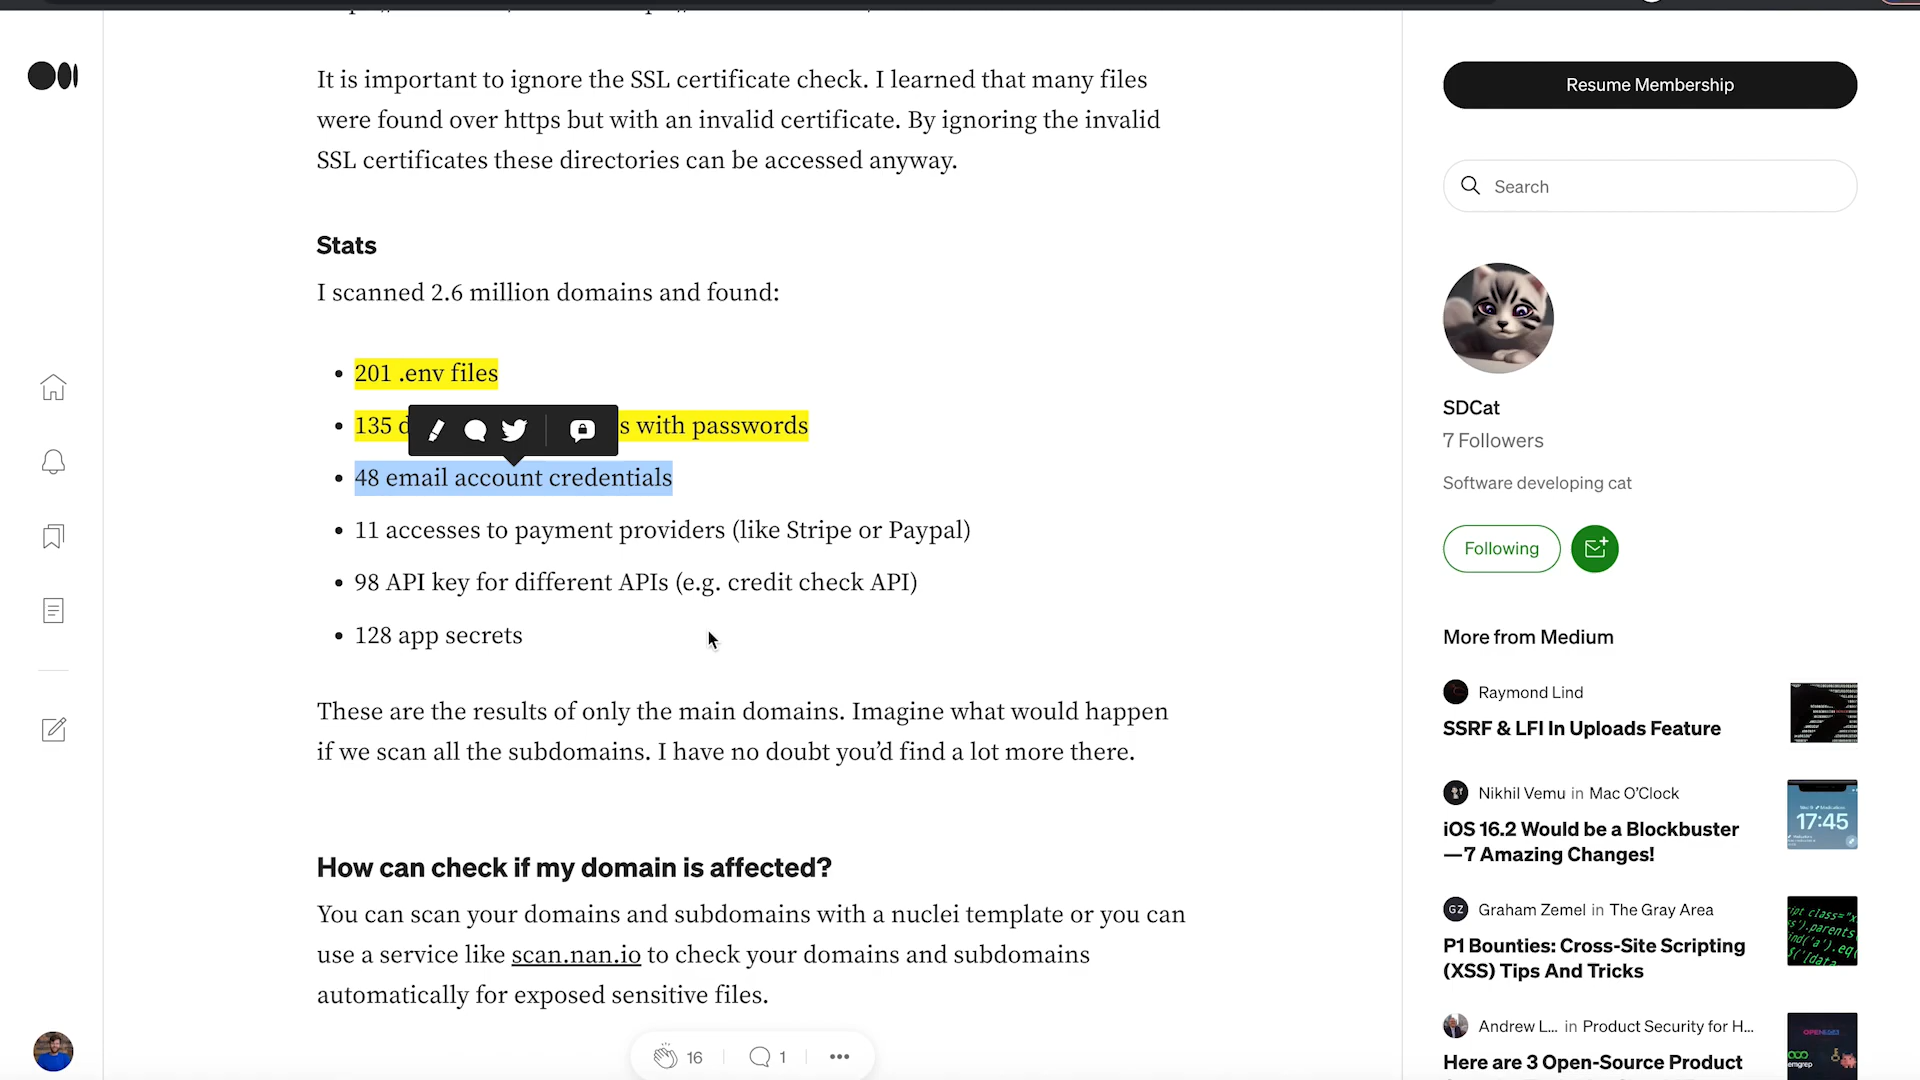 It is important to ignore the SSL certificate check. I learned that many files
were found over https but with an invalid certificate. By ignoring the invalid
SSL certificates these directories can be accessed anyway.
Stats
I scanned 2.6 million domains and found:
201 .env files
135 d s with passwords
48 email account credentials
11 accesses to payment providers (like Stripe or Paypal)
98 API key for different APIs (e.g. credit check API)
128 app secrets
These are the results of only the main domains. Imagine what would happen
if we scan all the subdomains. I have no doubt you’d find a lot more there.
How can check if my domain is affected?
You can scan your domains and subdomains with a nuclei template or you can
use a service like scan.nan.io to check your domains and subdomains
automatically for exposed sensitive files.
16 1
Resume Membership
Search
SDCat
7 Followers
Software developing cat
Following
More from Medium
Raymond Lind
SSRF & LFI In Uploads Feature
Nikhil Vemu in Mac O’Clock
iOS 16.2 Would be a Blockbuster
—7 Amazing Changes!
17:45
GZ Graham Zemel in The Gray Area
P1 Bounties: Cross-Site Scripting
(XSS) Tips And Tricks
Andrew L... in Product Security for H...
Here are 3 Open-Source Product